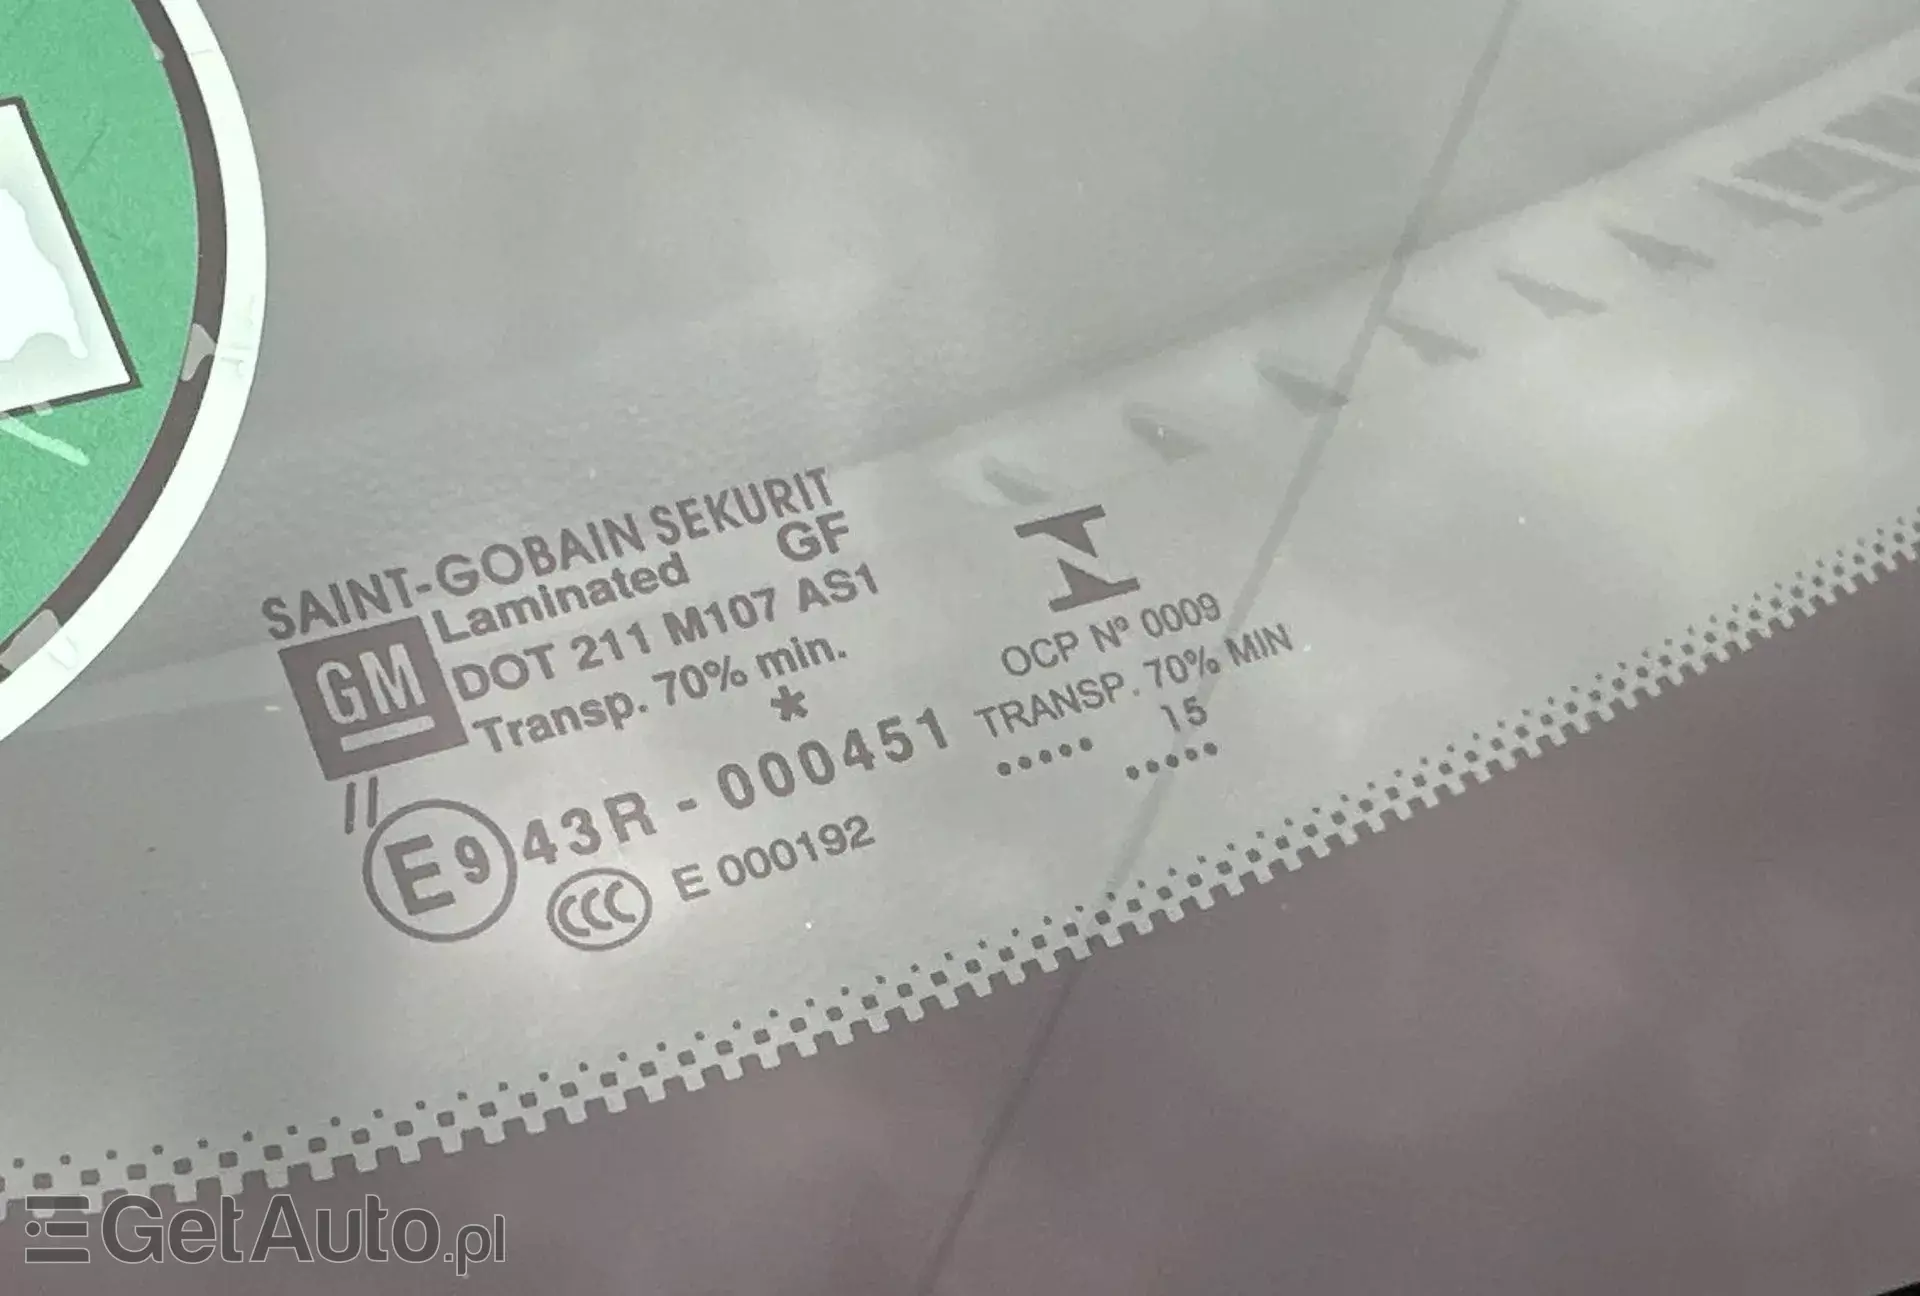 SAINT-GOBAIN SEKURIT
Laminated GF
GM
DOT 211 M107 AS1
Transp. 70% min.
*
//
E9 43R - 000451
CCC E 000192
OCP Nº 0009
TRANSP. 70% MIN
..... 15 .....
GetAuto.pl